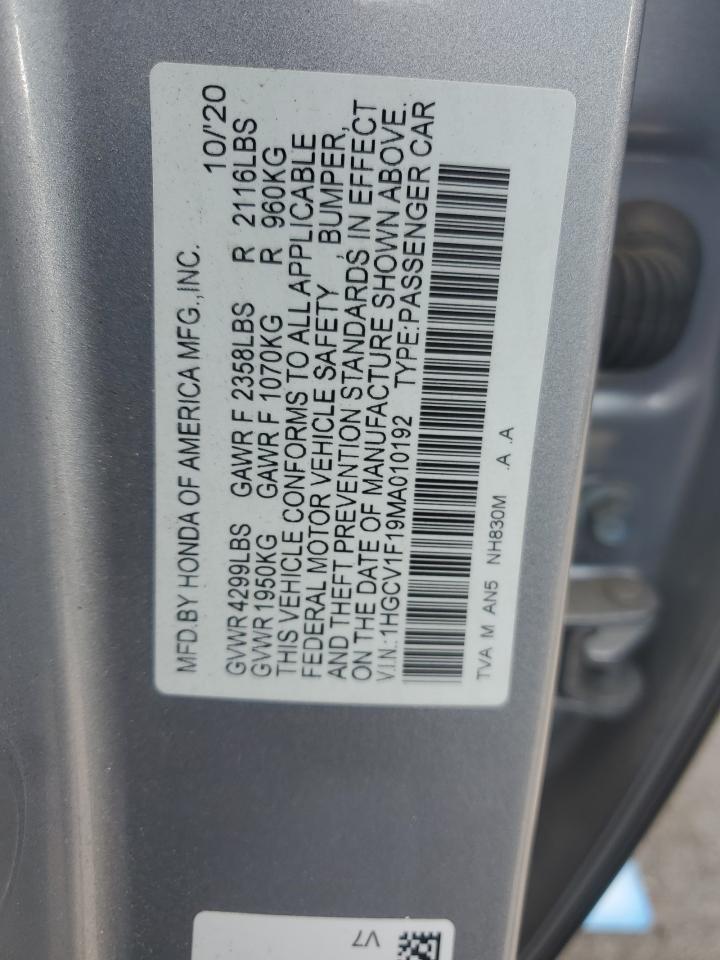 MFD.BY HONDA OF AMERICA MFG.,INC. 10/'20
GVWR4299LBS GAWR F 2358LBS R 2116LBS
GVWR1950KG GAWR F 1070KG R 960KG
THIS VEHICLE CONFORMS TO ALL APPLICABLE
FEDERAL MOTOR VEHICLE SAFETY , BUMPER,
AND THEFT PREVENTION STANDARDS, IN EFFECT
ON THE DATE OF MANUFACTURE SHOWN ABOVE.
V.I.N.:1HGCV1F19MA010192 TYPE:PASSENGER CAR
TVA M AN5 NH830M .A .A
V7